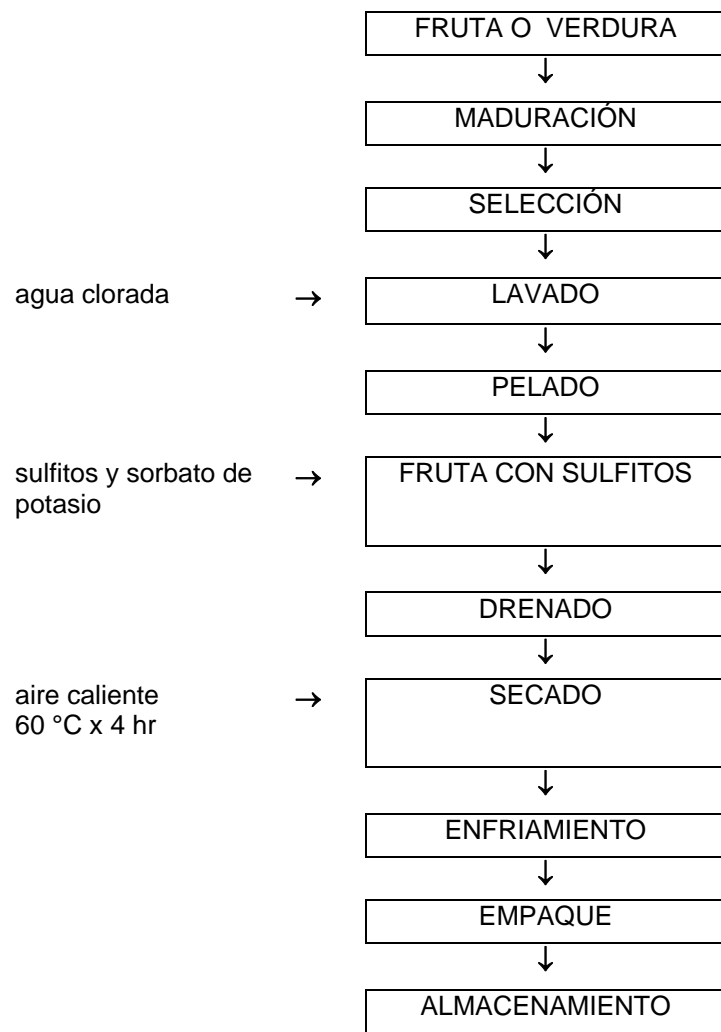 FRUTA O VERDURA
↓
MADURACIÓN
↓
SELECCIÓN
↓
agua clorada → LAVADO
↓
PELADO
↓
sulfitos y sorbato de → FRUTA CON SULFITOS
potasio
↓
DRENADO
↓
aire caliente → SECADO
60 °C x 4 hr
↓
ENFRIAMIENTO
↓
EMPAQUE
↓
ALMACENAMIENTO